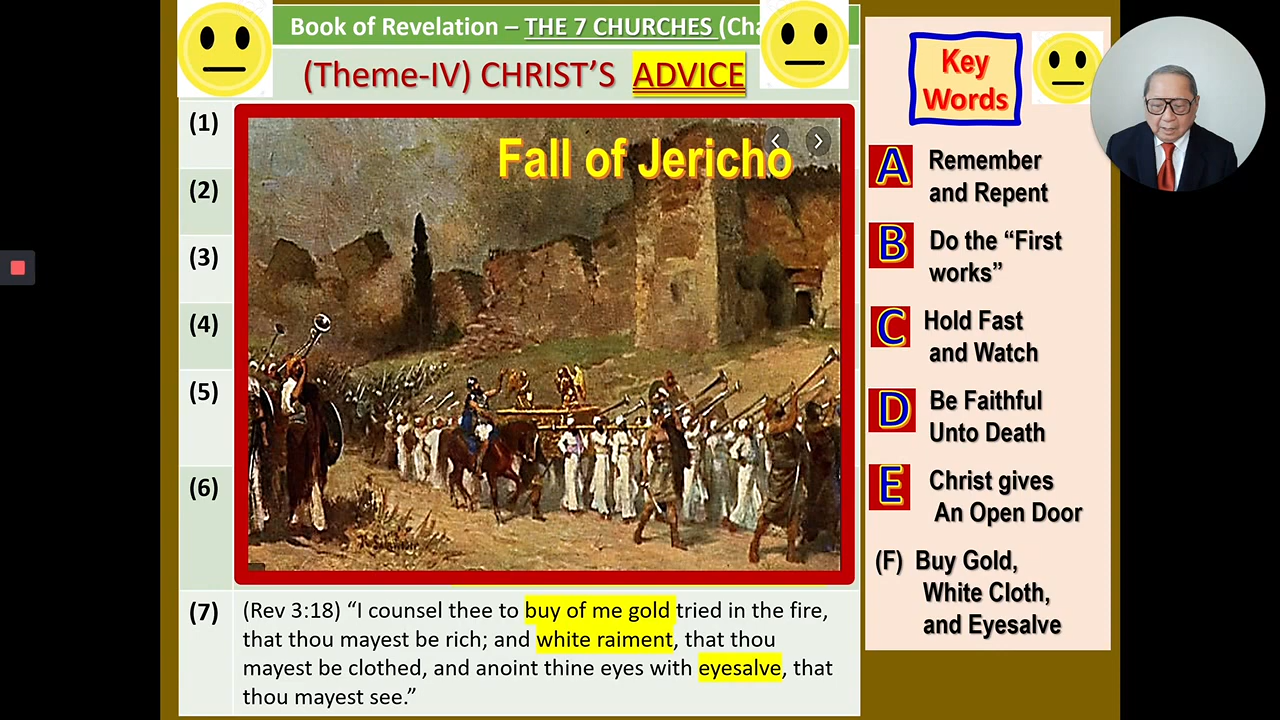 Book of Revelation – THE 7 CHURCHES (Cha
(Theme-IV) CHRIST’S ADVICE
(1)
(2)
(3)
(4)
(5)
(6)
Fall of Jericho
(7) (Rev 3:18) “I counsel thee to buy of me gold tried in the fire,
that thou mayest be rich; and white raiment, that thou
mayest be clothed, and anoint thine eyes with eyesalve, that
thou mayest see.”
Key
Words
A Remember
and Repent
B Do the “First
works”
C Hold Fast
and Watch
D Be Faithful
Unto Death
E Christ gives
An Open Door
(F) Buy Gold,
White Cloth,
and Eyesalve